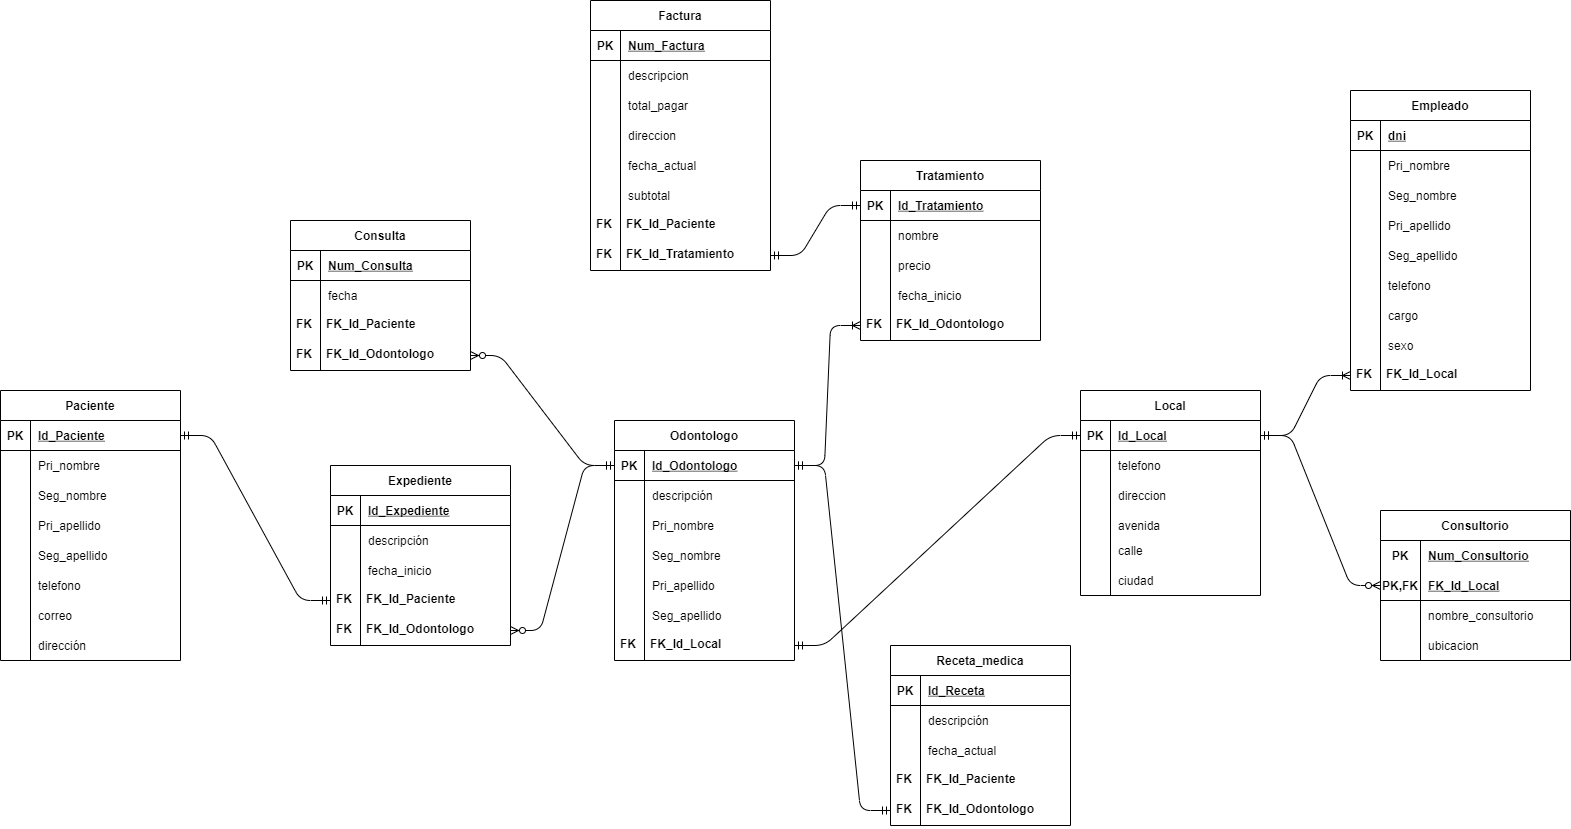 Factura
PK Num_Factura
descripcion
total_pagar
direccion
fecha_actual
subtotal
FK FK_Id_Paciente
FK FK_Id_Tratamiento
Tratamiento
PK Id_Tratamiento
nombre
precio
fecha_inicio
FK FK_Id_Odontologo
Empleado
PK dni
Pri_nombre
Seg_nombre
Pri_apellido
Seg_apellido
telefono
cargo
sexo
FK FK_Id_Local
Consulta
PK Num_Consulta
fecha
FK FK_Id_Paciente
FK FK_Id_Odontologo
Paciente
PK Id_Paciente
Pri_nombre
Seg_nombre
Pri_apellido
Seg_apellido
telefono
correo
dirección
Expediente
PK Id_Expediente
descripción
fecha_inicio
FK FK_Id_Paciente
FK FK_Id_Odontologo
Odontologo
PK Id_Odontologo
descripción
Pri_nombre
Seg_nombre
Pri_apellido
Seg_apellido
FK FK_Id_Local
Local
PK Id_Local
telefono
direccion
avenida
calle
ciudad
Consultorio
PK Num_Consultorio
PK,FK FK_Id_Local
nombre_consultorio
ubicacion
Receta_medica
PK Id_Receta
descripción
fecha_actual
FK FK_Id_Paciente
FK FK_Id_Odontologo